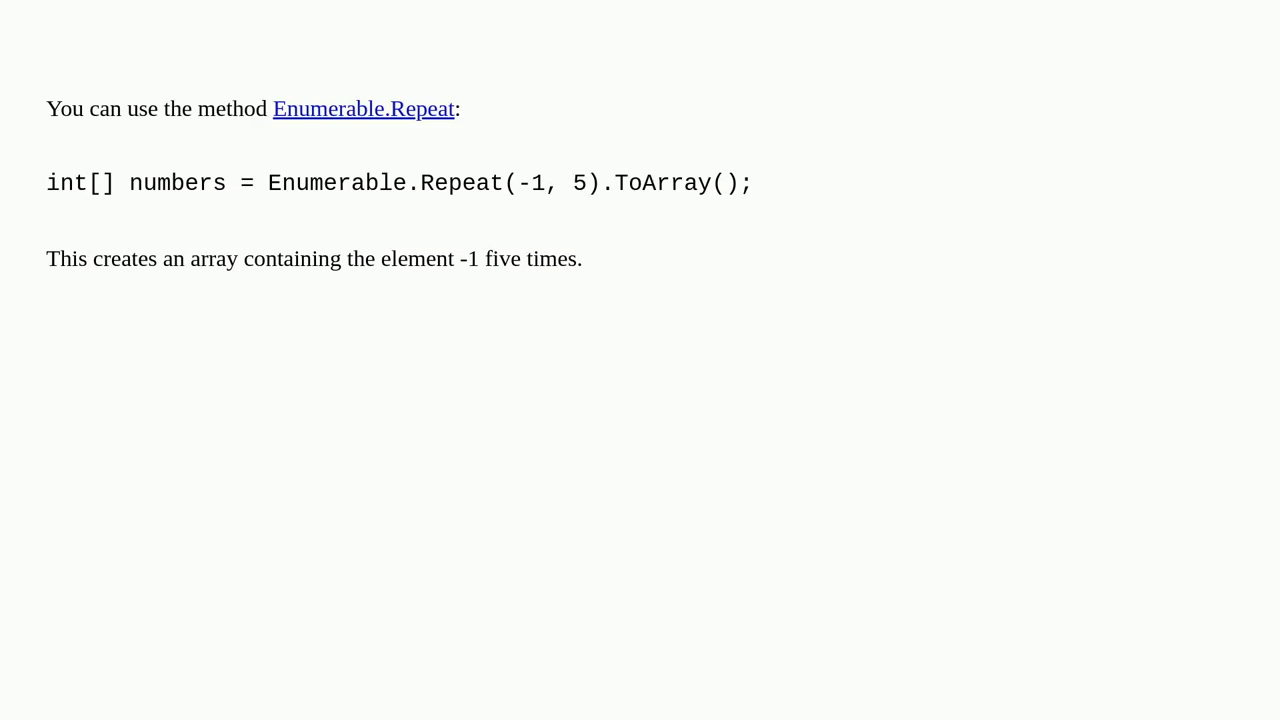 You can use the method Enumerable.Repeat:
int[] numbers = Enumerable.Repeat(-1, 5).ToArray();
This creates an array containing the element -1 five times.